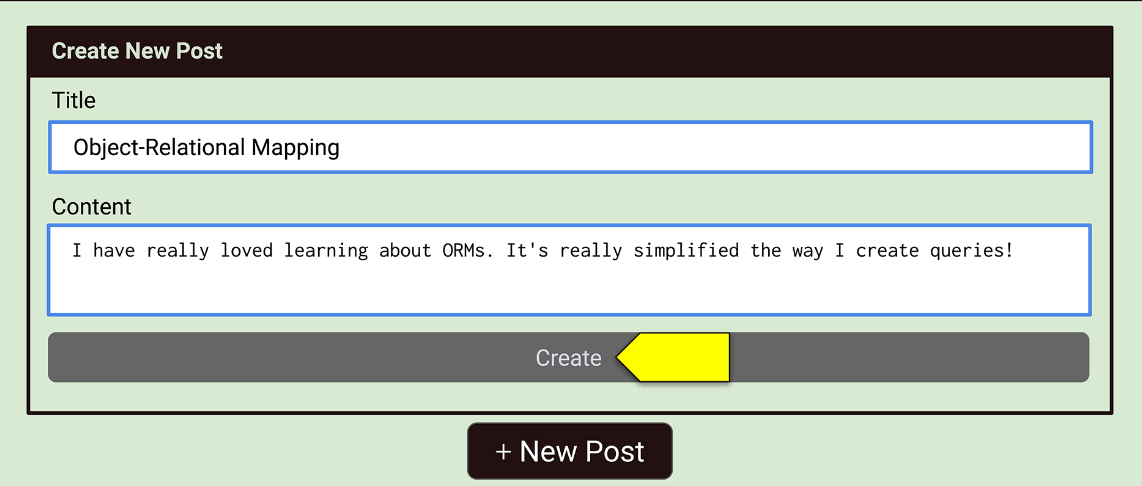 Create New Post
Title
Object-Relational Mapping
Content
I have really loved learning about ORMs. It's really simplified the way I create queries!
Create
+ New Post